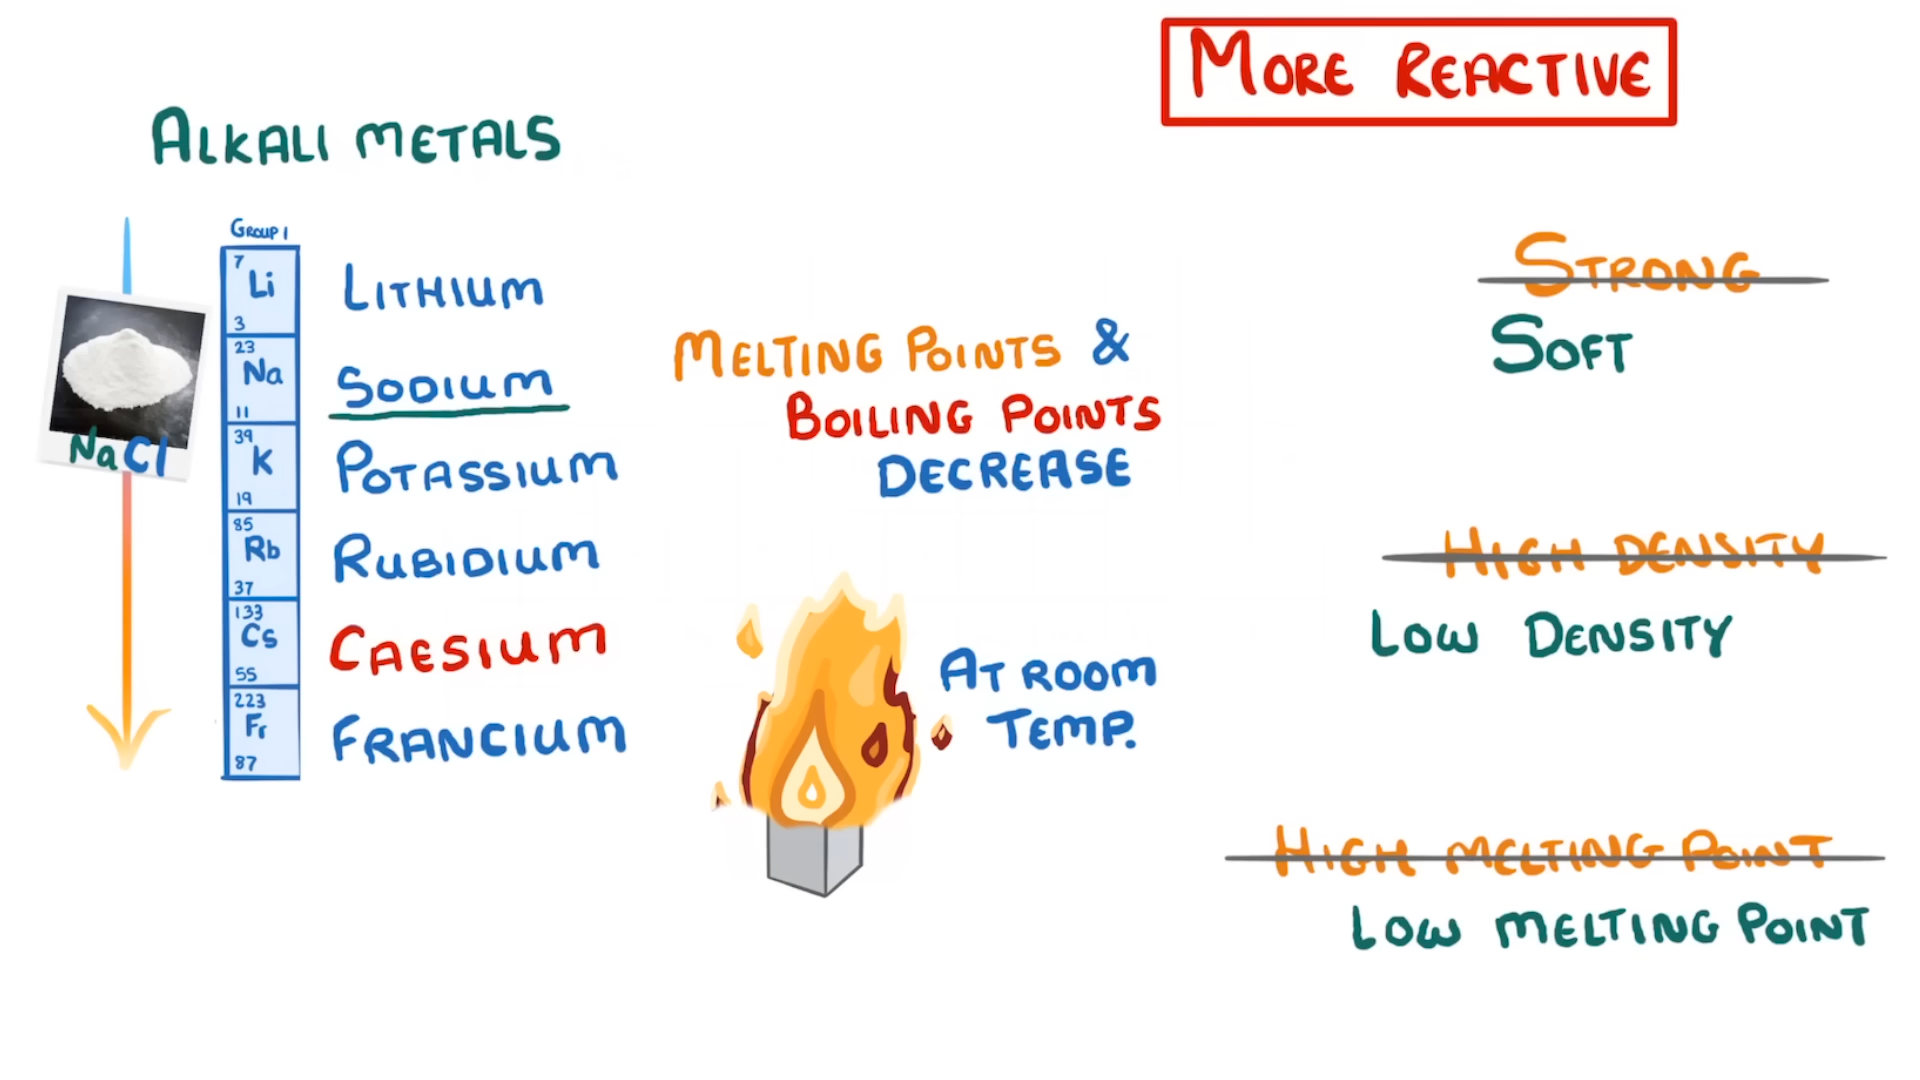 MORE REACTIVE
ALKALI METALS
GROUP 1
7
Li
3
LITHIUM
23
Na
11
SODIUM
39
K
19
POTASSIUM
85
Rb
37
RUBIDIUM
133
Cs
55
CAESIUM
223
Fr
87
FRANCIUM
NaCl
MELTING POINTS &
BOILING POINTS
DECREASE
AT ROOM
TEMP.
STRONG
SOFT
HIGH DENSITY
LOW DENSITY
HIGH MELTING POINT
LOW MELTING POINT